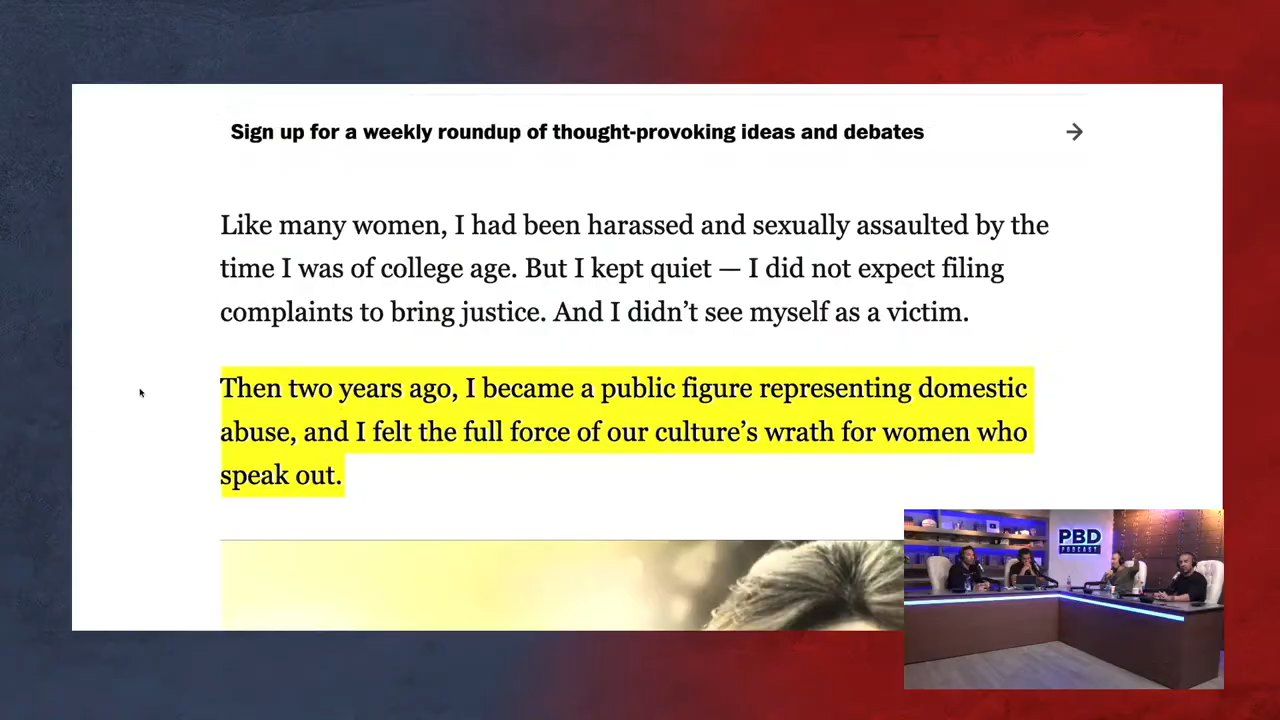 Sign up for a weekly roundup of thought-provoking ideas and debates
Like many women, I had been harassed and sexually assaulted by the
time I was of college age. But I kept quiet — I did not expect filing
complaints to bring justice. And I didn’t see myself as a victim.
Then two years ago, I became a public figure representing domestic
abuse, and I felt the full force of our culture’s wrath for women who
speak out.
PBD
PODCAST